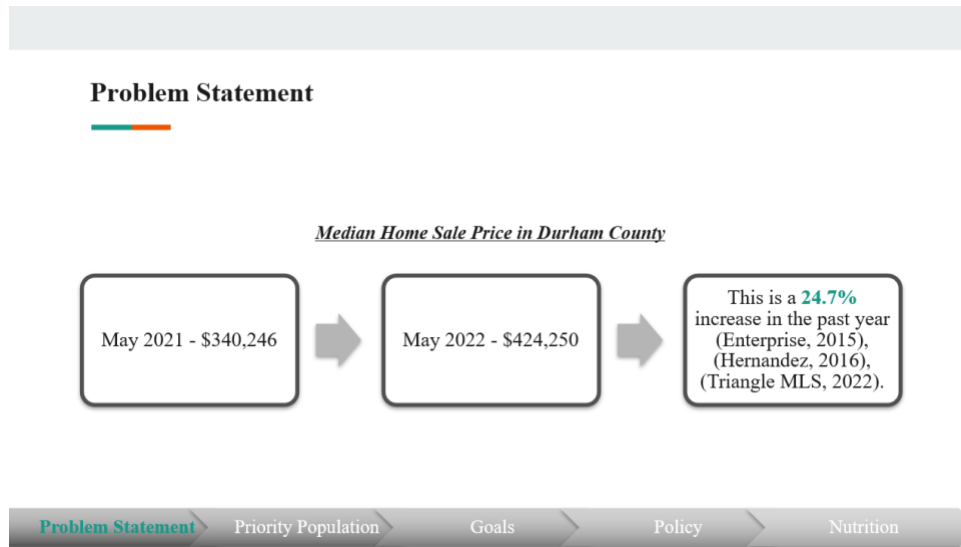 Problem Statement
Median Home Sale Price in Durham County
May 2021 - $340,246
May 2022 - $424,250
This is a 24.7%
increase in the past year
(Enterprise, 2015),
(Hernandez, 2016),
(Triangle MLS, 2022).
Problem Statement
Priority Population
Goals
Policy
Nutrition